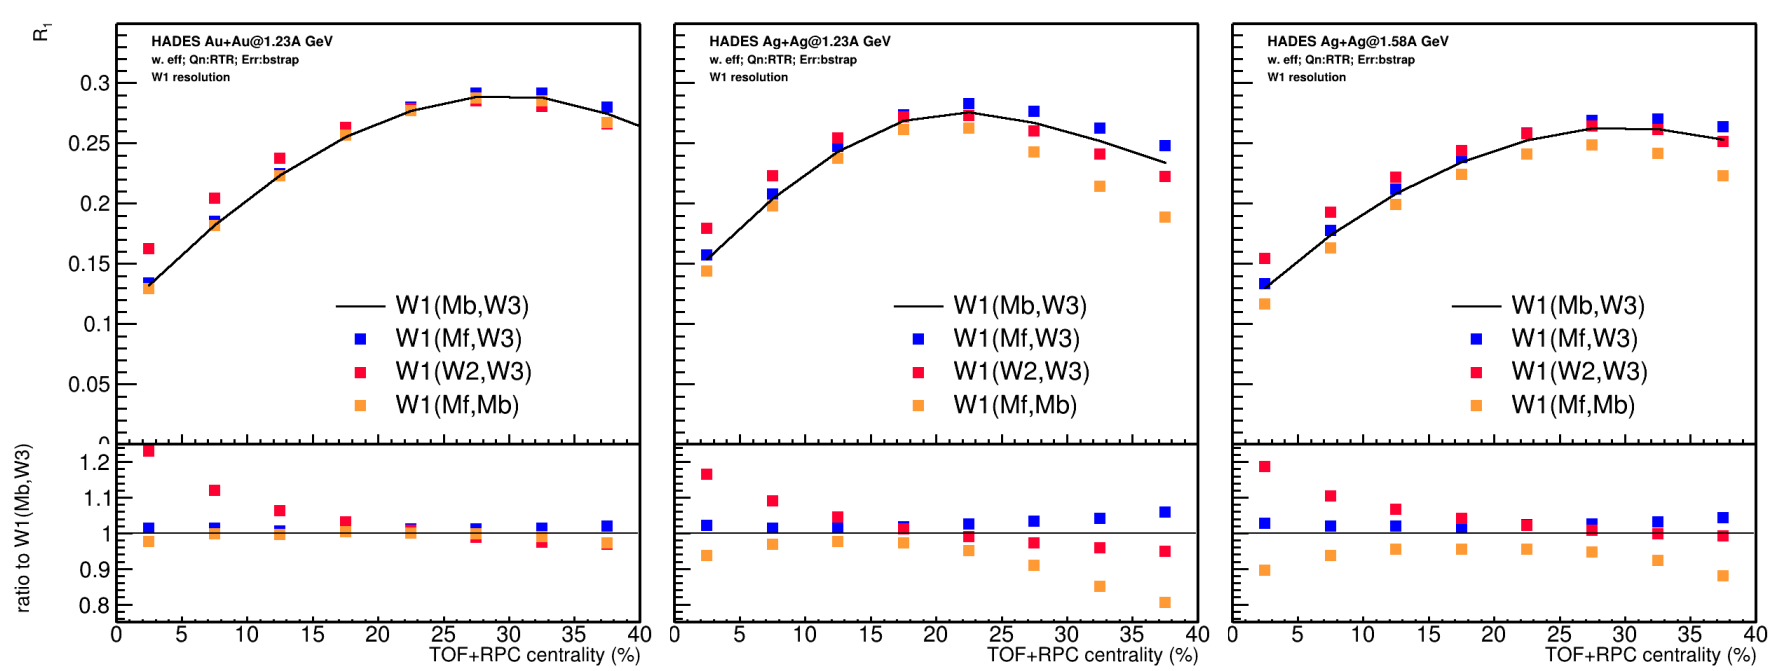 R1
HADES Au+Au@1.23A GeV
w. eff; Qn:RTR; Err:bstrap
W1 resolution
0.3
0.25
0.2
0.15
0.1
0.05
0
W1(Mb,W3)
W1(Mf,W3)
W1(W2,W3)
W1(Mf,Mb)
HADES Ag+Ag@1.23A GeV
w. eff; Qn:RTR; Err:bstrap
W1 resolution
W1(Mb,W3)
W1(Mf,W3)
W1(W2,W3)
W1(Mf,Mb)
HADES Ag+Ag@1.58A GeV
w. eff; Qn:RTR; Err:bstrap
W1 resolution
W1(Mb,W3)
W1(Mf,W3)
W1(W2,W3)
W1(Mf,Mb)
ratio to W1(Mb,W3)
1.2
1.1
1
0.9
0.8
0 5 10 15 20 25 30 35 40
TOF+RPC centrality (%)
0 5 10 15 20 25 30 35 40
TOF+RPC centrality (%)
0 5 10 15 20 25 30 35 40
TOF+RPC centrality (%)